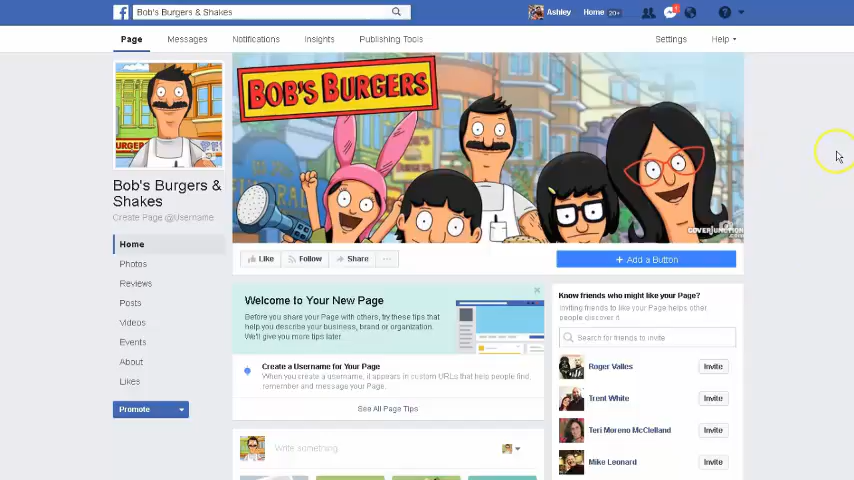 Bob's Burgers & Shakes
Ashley
Home 20+
1
Page
Messages
Notifications
Insights
Publishing Tools
Settings
Help
BOB'S BURGERS
BURGERS
COVERJUNCTION
Bob's Burgers &
Shakes
Create Page @Username
Home
Photos
Reviews
Posts
Videos
Events
About
Likes
Promote
Like
Follow
Share
...
+ Add a Button
Welcome to Your New Page
Before you share your Page with others, try these tips that
help you describe your business, brand or organization.
We'll give you more tips later.
Create a Username for Your Page
When you create a username, it appears in custom URLs that help people find,
remember and message your Page.
See All Page Tips
Write something
Know friends who might like your Page?
Inviting friends to like your Page helps other
people discover it
Search for friends to invite
Roger Valles
Invite
Trent White
Invite
Teri Moreno McClelland
Invite
Mike Leonard
Invite